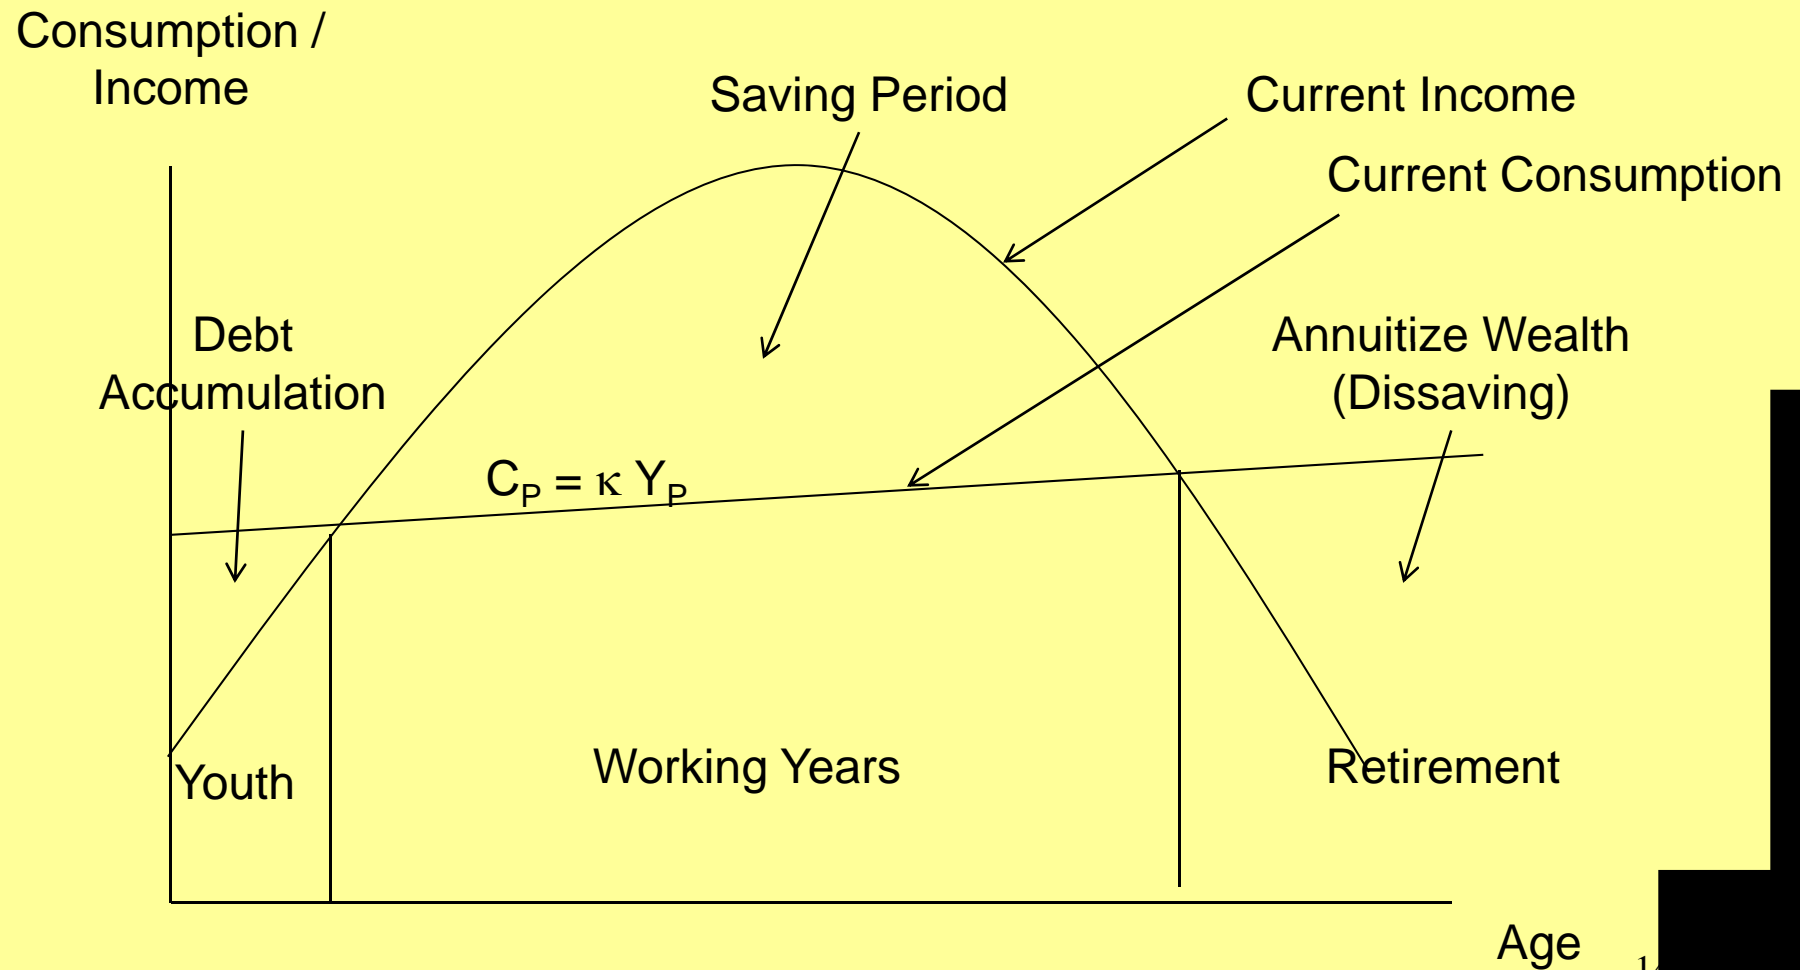 Consumption /
Income
Saving Period
Current Income
Current Consumption
Debt
Accumulation
Annuitize Wealth
(Dissaving)
C_P = κ Y_P
Youth
Working Years
Retirement
Age